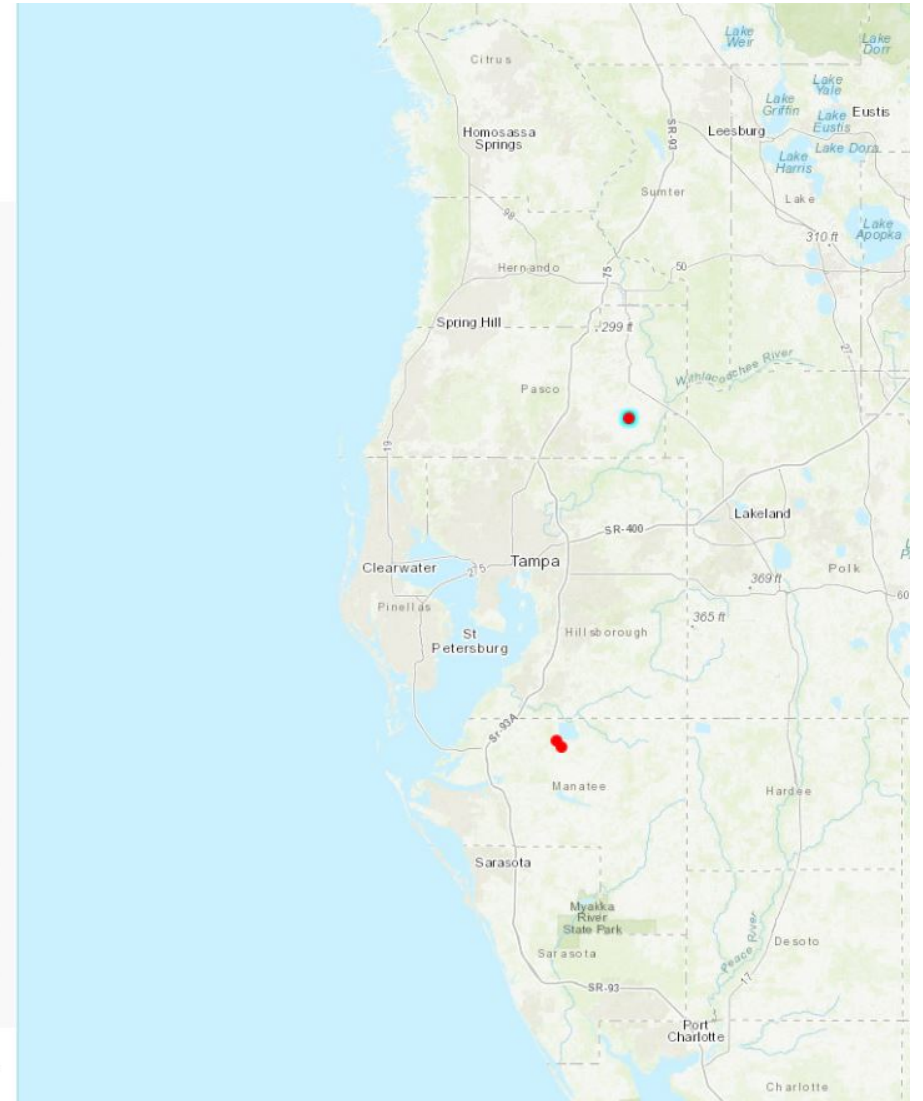 Lake
Weir
Lake
Dorr
Citrus
Lake
Yale
Lake
Griffin
Eustis
Lake
Eustis
SR-93
Leesburg
Homosassa
Springs
Lake Dora
Lake
Harris
Sumter
Lake
98
Lake
Apopka
310 ft
Hernando
75
50
Spring Hill
299 ft
27
Withlacoochee River
Pasco
19
Lakeland
SR-400
Tampa
Clearwater
275
369 ft
Polk
60
Pinellas
365 ft
St
Petersburg
Hillsborough
Sr-93A
Manatee
Hardee
Sarasota
Myakka
River
State Park
Peace River
Desoto
Sarasota
17
SR-93
Port
Charlotte
Charlotte